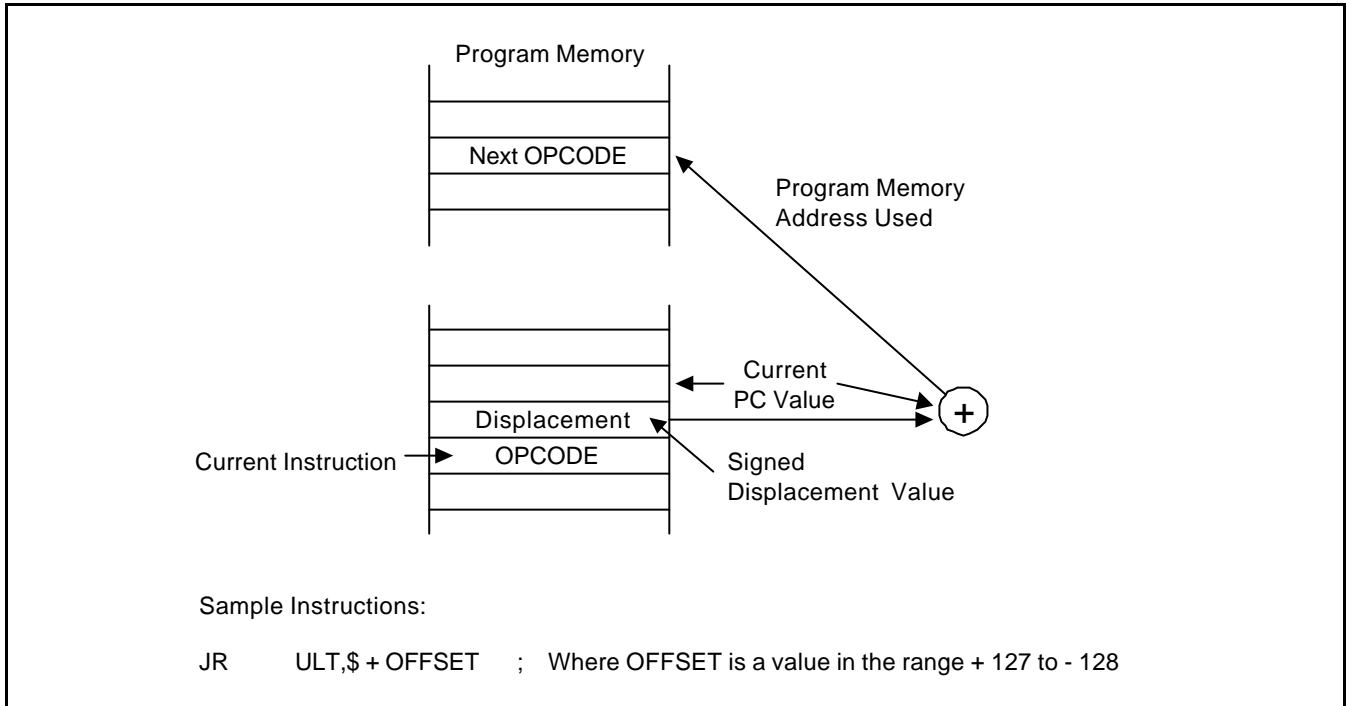 Program Memory
Next OPCODE
Program Memory
Address Used
Current
PC Value
+
Displacement
Current Instruction
OPCODE
Signed
Displacement Value
Sample Instructions:
JR ULT,$ + OFFSET ; Where OFFSET is a value in the range + 127 to - 128